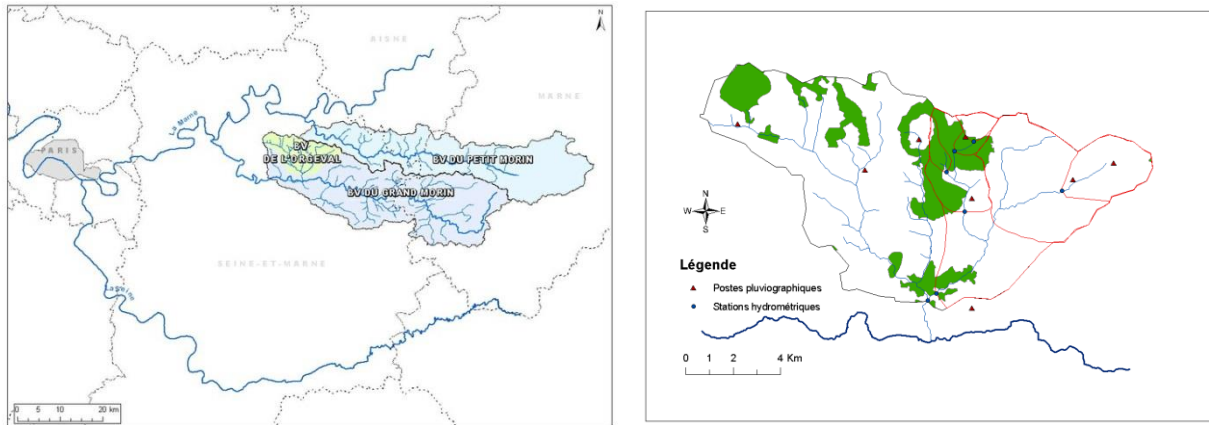 N
AISNE
MARNE
La Marne
PARIS
BV
DE L'ORGEVAL
BV DU PETIT MORIN
BV DU GRAND MORIN
SEINE-ET-MARNE
La Seine
0 5 10 20 km
N
W E
S
Légende
Postes pluviographiques
Stations hydrométriques
0 1 2 4 Km